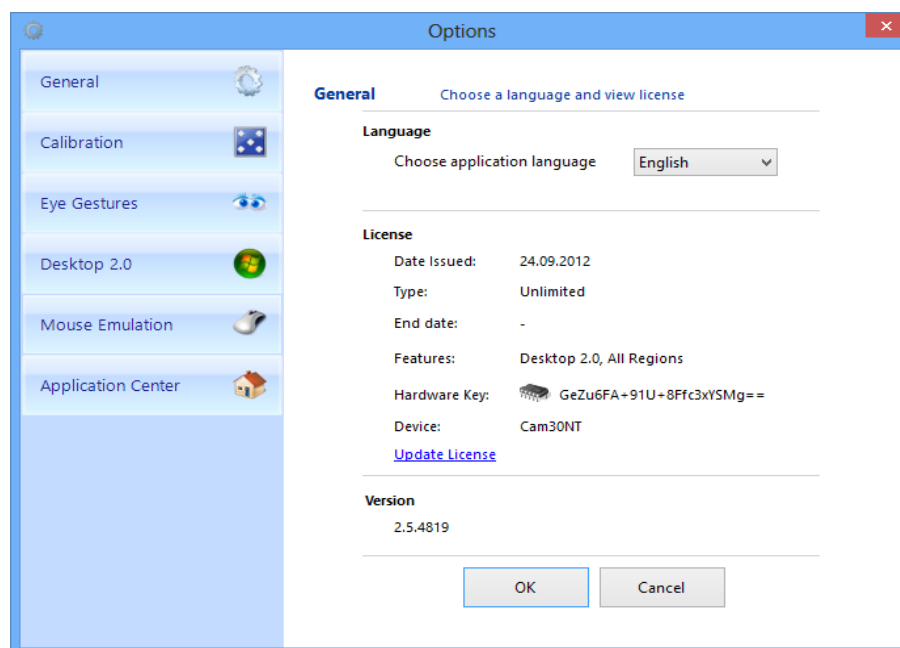 Options
General
Calibration
Eye Gestures
Desktop 2.0
Mouse Emulation
Application Center
General Choose a language and view license
Language
Choose application language English
License
Date Issued: 24.09.2012
Type: Unlimited
End date: -
Features: Desktop 2.0, All Regions
Hardware Key: GeZu6FA+91U+8Ffc3xYSMg==
Device: Cam30NT
Update License
Version
2.5.4819
OK Cancel